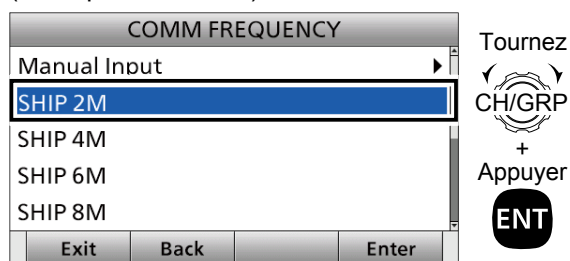 COMM FREQUENCY
Manual Input
SHIP 2M
SHIP 4M
SHIP 6M
SHIP 8M
Exit Back Enter
Tournez
CH/GRP
+
Appuyer
ENT